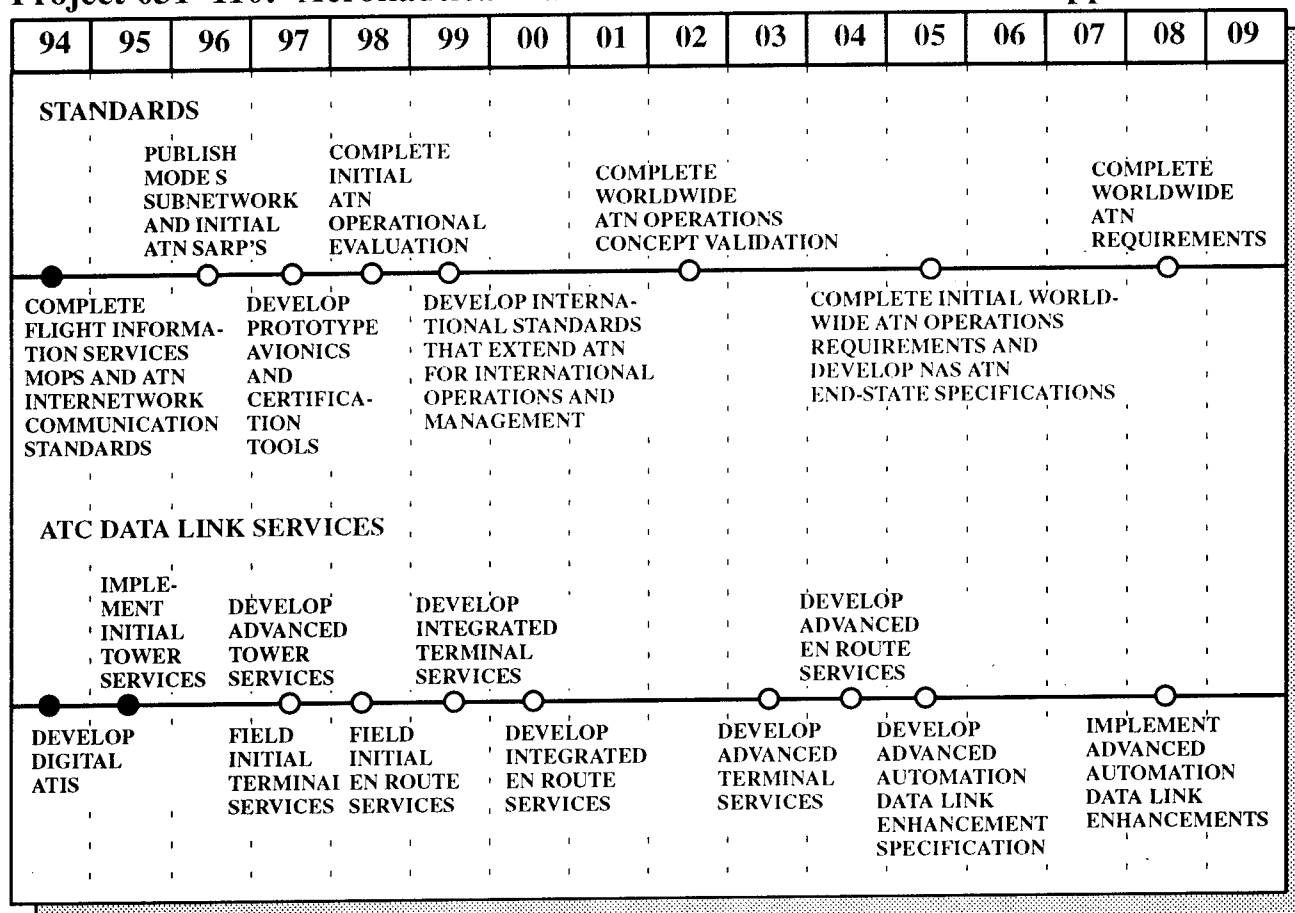 94 95 96 97 98 99 00 01 02 03 04 05 06 07 08 09
STANDARDS
PUBLISH
MODE S
SUBNETWORK
AND INITIAL
ATN SARP'S
COMPLETE
INITIAL
ATN
OPERATIONAL
EVALUATION
COMPLETE
WORLDWIDE
ATN OPERATIONS
CONCEPT VALIDATION
COMPLETE
WORLDWIDE
ATN
REQUIREMENTS
COMPLETE
FLIGHT INFORMA-
TION SERVICES
MOPS AND ATN
INTERNETWORK
COMMUNICATION
STANDARDS
DEVELOP
PROTOTYPE
AVIONICS
AND
CERTIFICA-
TION
TOOLS
DEVELOP INTERNA-
TIONAL STANDARDS
THAT EXTEND ATN
FOR INTERNATIONAL
OPERATIONS AND
MANAGEMENT
COMPLETE INITIAL WORLD-
WIDE ATN OPERATIONS
REQUIREMENTS AND
DEVELOP NAS ATN
END-STATE SPECIFICATIONS
ATC DATA LINK SERVICES
IMPLE-
MENT
INITIAL
TOWER
SERVICES
DEVELOP
ADVANCED
TOWER
SERVICES
DEVELOP
INTEGRATED
TERMINAL
SERVICES
DEVELOP
ADVANCED
EN ROUTE
SERVICES
DEVELOP
DIGITAL
ATIS
FIELD
INITIAL
TERMINAL
SERVICES
FIELD
INITIAL
EN ROUTE
SERVICES
DEVELOP
INTEGRATED
EN ROUTE
SERVICES
DEVELOP
ADVANCED
TERMINAL
SERVICES
DEVELOP
ADVANCED
AUTOMATION
DATA LINK
ENHANCEMENT
SPECIFICATION
IMPLEMENT
ADVANCED
AUTOMATION
DATA LINK
ENHANCEMENTS